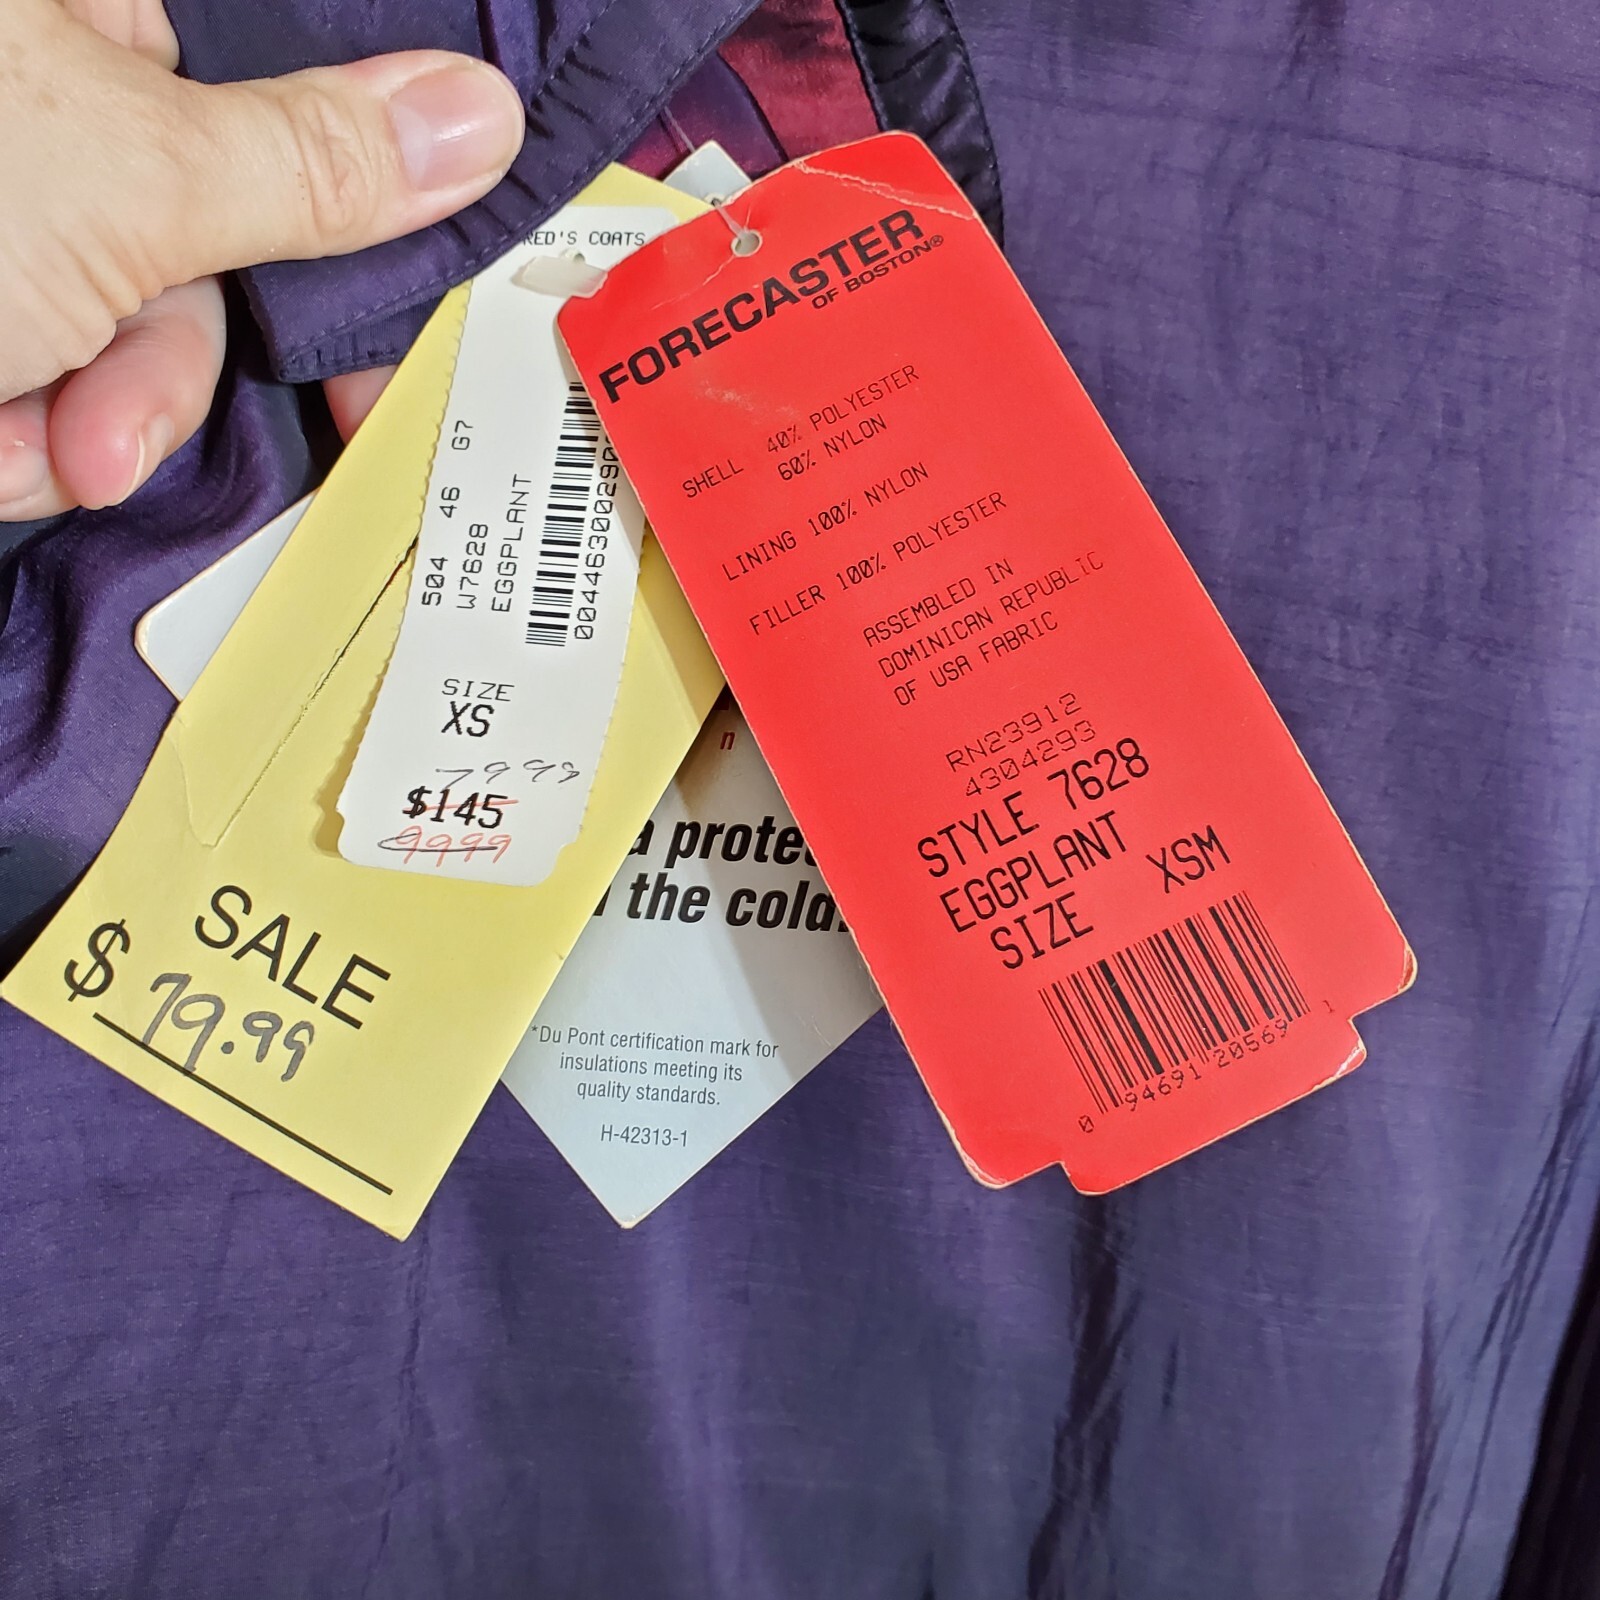 RED'S COATS
504 46 G7
W7628
EGGPLANT
SIZE
XS
79 99
$145
9999
SALE
$ 79.99
n
a
the cold.
*Du Pont certification mark for
insulations meeting its
quality standards.
H-42313-1
FORECASTER
OF BOSTON®
SHELL 40% POLYESTER
60% NYLON
LINING 100% NYLON
FILLER 100% POLYESTER
ASSEMBLED IN
DOMINICAN REPUBLIC
OF USA FABRIC
RN23912
4304293
STYLE 7628
EGGPLANT
SIZE XSM
0 94691 20569 1